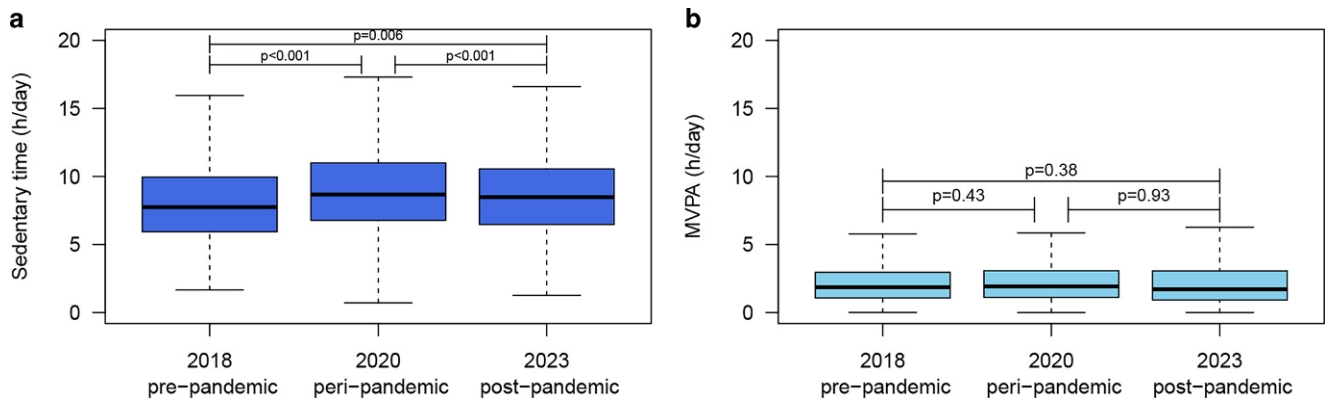 a
Sedentary time (h/day)
20
15
10
5
0
p=0.006
p<0.001
p<0.001
2018
pre-pandemic
2020
peri-pandemic
2023
post-pandemic
b
MVPA (h/day)
20
15
10
5
0
p=0.38
p=0.43
p=0.93
2018
pre-pandemic
2020
peri-pandemic
2023
post-pandemic